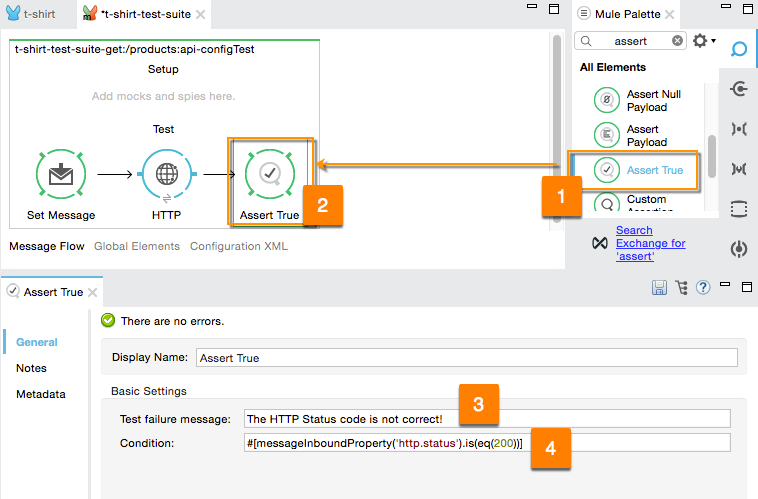 t-shirt
*t-shirt-test-suite
t-shirt-test-suite-get:/products:api-configTest
Setup
Add mocks and spies here.
Test
Set Message
HTTP
Assert True
2
Message Flow
Global Elements
Configuration XML
Mule Palette
assert
All Elements
Assert Null
Payload
Assert
Payload
Assert True
1
Custom
Assertion
Search
Exchange for
'assert'
Assert True
There are no errors.
General
Notes
Metadata
Display Name:
Assert True
Basic Settings
Test failure message:
The HTTP Status code is not correct!
3
Condition:
#[messageInboundProperty('http.status').is(eq(200))]
4